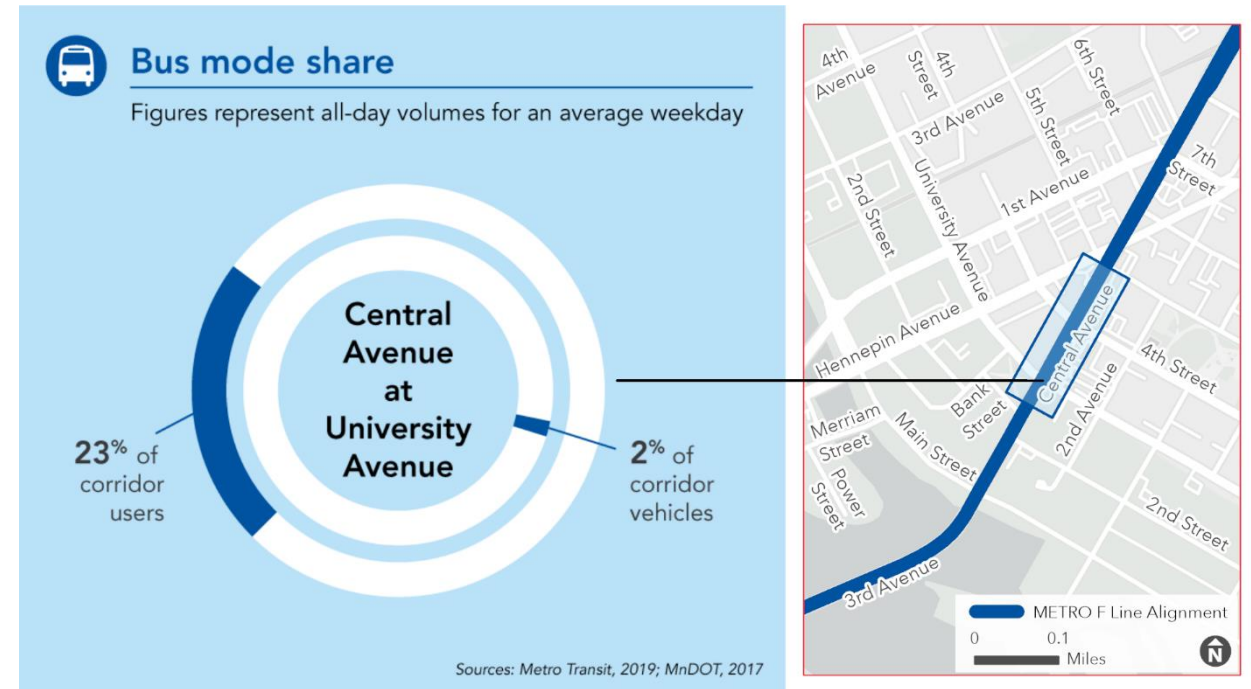 Bus mode share
Figures represent all-day volumes for an average weekday
Central
Avenue
at
University
Avenue
23% of
corridor
users
2% of
corridor
vehicles
Sources: Metro Transit, 2019; MnDOT, 2017
4th
Avenue
4th
Street
6th Street
5th Street
3rd Avenue
7th
Street
2nd Street
University Avenue
1st Avenue
Hennepin Avenue
Central Avenue
4th Street
Bank
Street
2nd Avenue
Merriam
Street
Main Street
Power
Street
2nd Street
3rd Avenue
METRO F Line Alignment
0 0.1
Miles
N